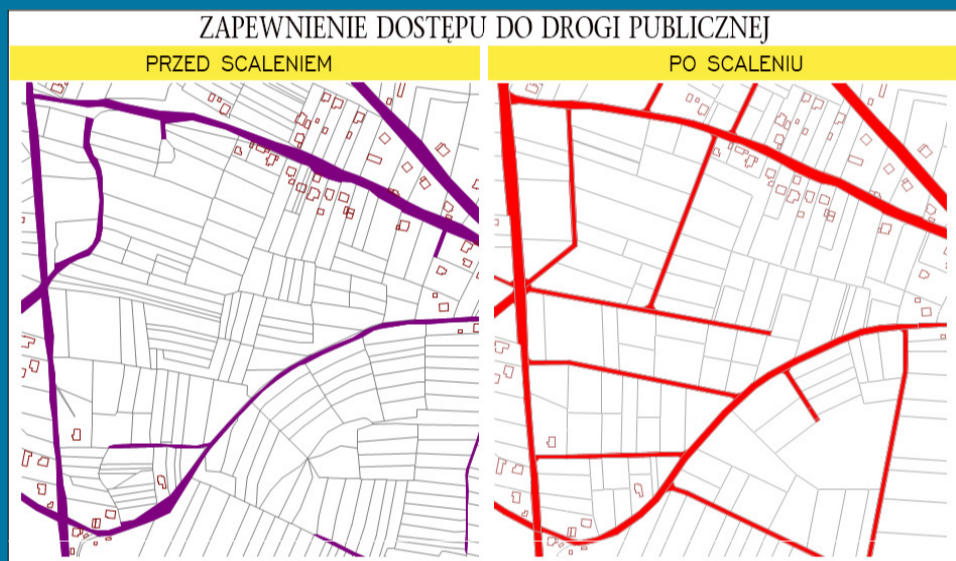 ZAPEWNIENIE DOSTĘPU DO DROGI PUBLICZNEJ
PRZED SCALENIEM
PO SCALENIU